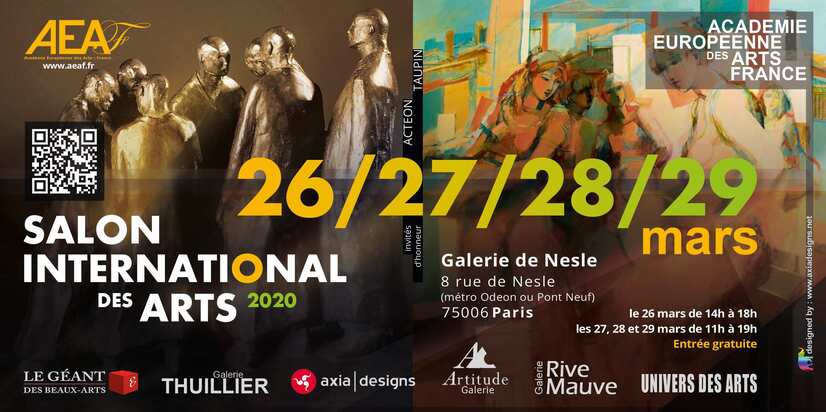 AEAF
Académie Européenne des Arts - France
www.aeaf.fr
ACADEMIE
EUROPÉENNE
DES ARTS
FRANCE
invités
d'honneur
ACTEON
TAUPIN
26/27/28/29
mars
SALON
INTERNATIONAL
DES ARTS 2020
Galerie de Nesle
8 rue de Nesle
(métro Odeon ou Pont Neuf)
75006 Paris
le 26 mars de 14h à 18h
les 27, 28 et 29 mars de 11h à 19h
Entrée gratuite
designed by : www.axiadesigns.net
LE GÉANT
DES BEAUX-ARTS
Galerie
THUILLIER
axia|designs
Artitude
Galerie
Galerie
Rive
Mauve
UNIVERS DES ARTS